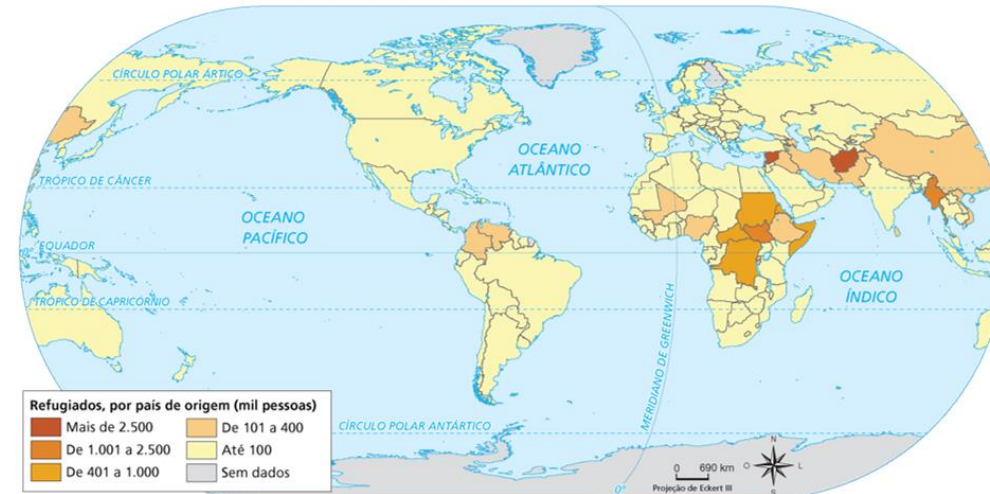 CÍRCULO POLAR ÁRTICO
OCEANO
ATLÂNTICO
TRÓPICO DE CÂNCER
OCEANO
PACÍFICO
EQUADOR
OCEANO
ÍNDICO
TRÓPICO DE CAPRICÓRNIO
MERIDIANO DE GREENWICH
Refugiados, por país de origem (mil pessoas)
Mais de 2.500
De 101 a 400
De 1.001 a 2.500
Até 100
De 401 a 1.000
Sem dados
CÍRCULO POLAR ANTÁRTICO
N
O
L
S
0 690 km
Projeção de Eckert III
0°